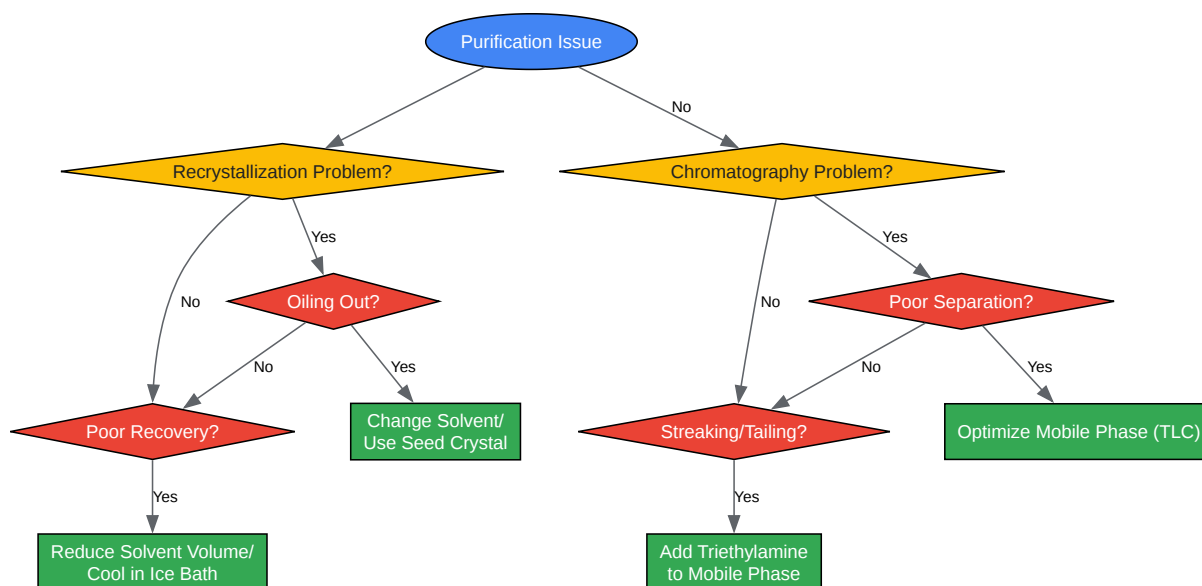 Purification Issue
No
Recrystallization Problem?
Chromatography Problem?
Yes
Yes
No
Oiling Out?
No
Poor Separation?
No
Yes
No
Yes
Poor Recovery?
Change Solvent/
Use Seed Crystal
Streaking/Tailing?
Optimize Mobile Phase (TLC)
Yes
Yes
Reduce Solvent Volume/
Cool in Ice Bath
Add Triethylamine
to Mobile Phase